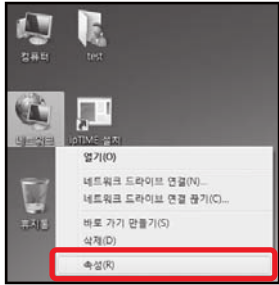 컴퓨터
test
네트워크
ipTIME 설치
휴지통
열기(O)
네트워크 드라이브 연결(N)...
네트워크 드라이브 연결 끊기(C)...
바로 가기 만들기(S)
삭제(D)
속성(R)